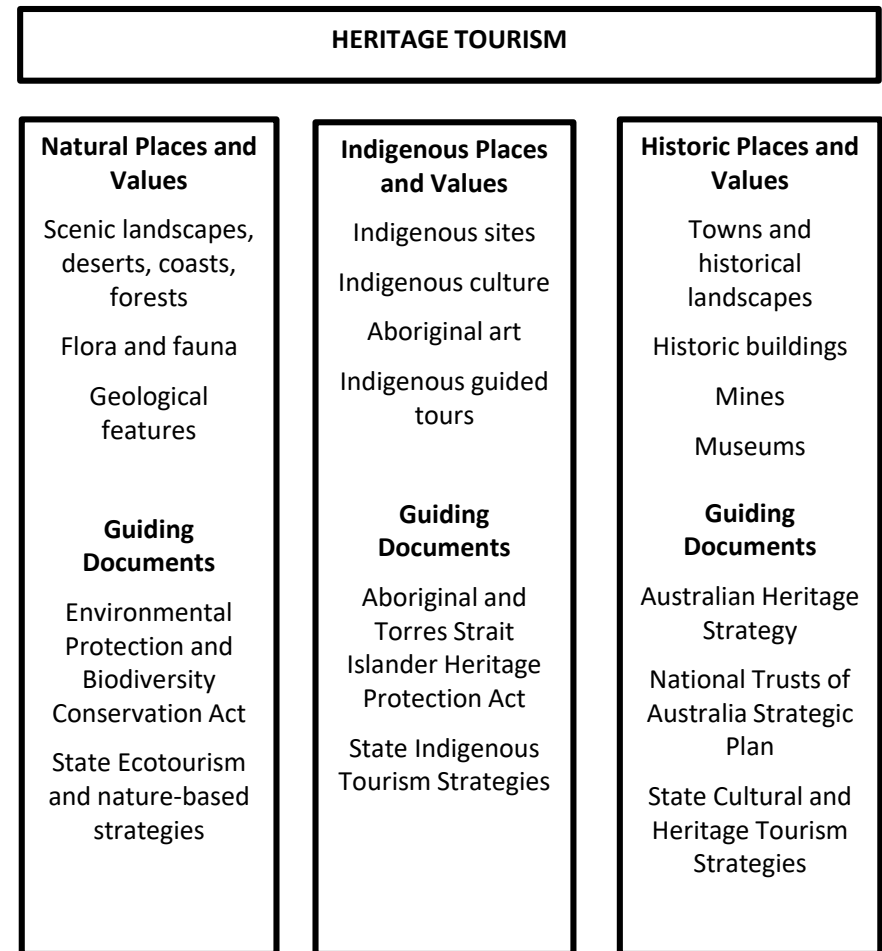 HERITAGE TOURISM
Natural Places and
Values
Scenic landscapes,
deserts, coasts,
forests
Flora and fauna
Geological
features
Guiding
Documents
Environmental
Protection and
Biodiversity
Conservation Act
State Ecotourism
and nature-based
strategies
Indigenous Places
and Values
Indigenous sites
Indigenous culture
Aboriginal art
Indigenous guided
tours
Guiding
Documents
Aboriginal and
Torres Strait
Islander Heritage
Protection Act
State Indigenous
Tourism Strategies
Historic Places and
Values
Towns and
historical
landscapes
Historic buildings
Mines
Museums
Guiding
Documents
Australian Heritage
Strategy
National Trusts of
Australia Strategic
Plan
State Cultural and
Heritage Tourism
Strategies